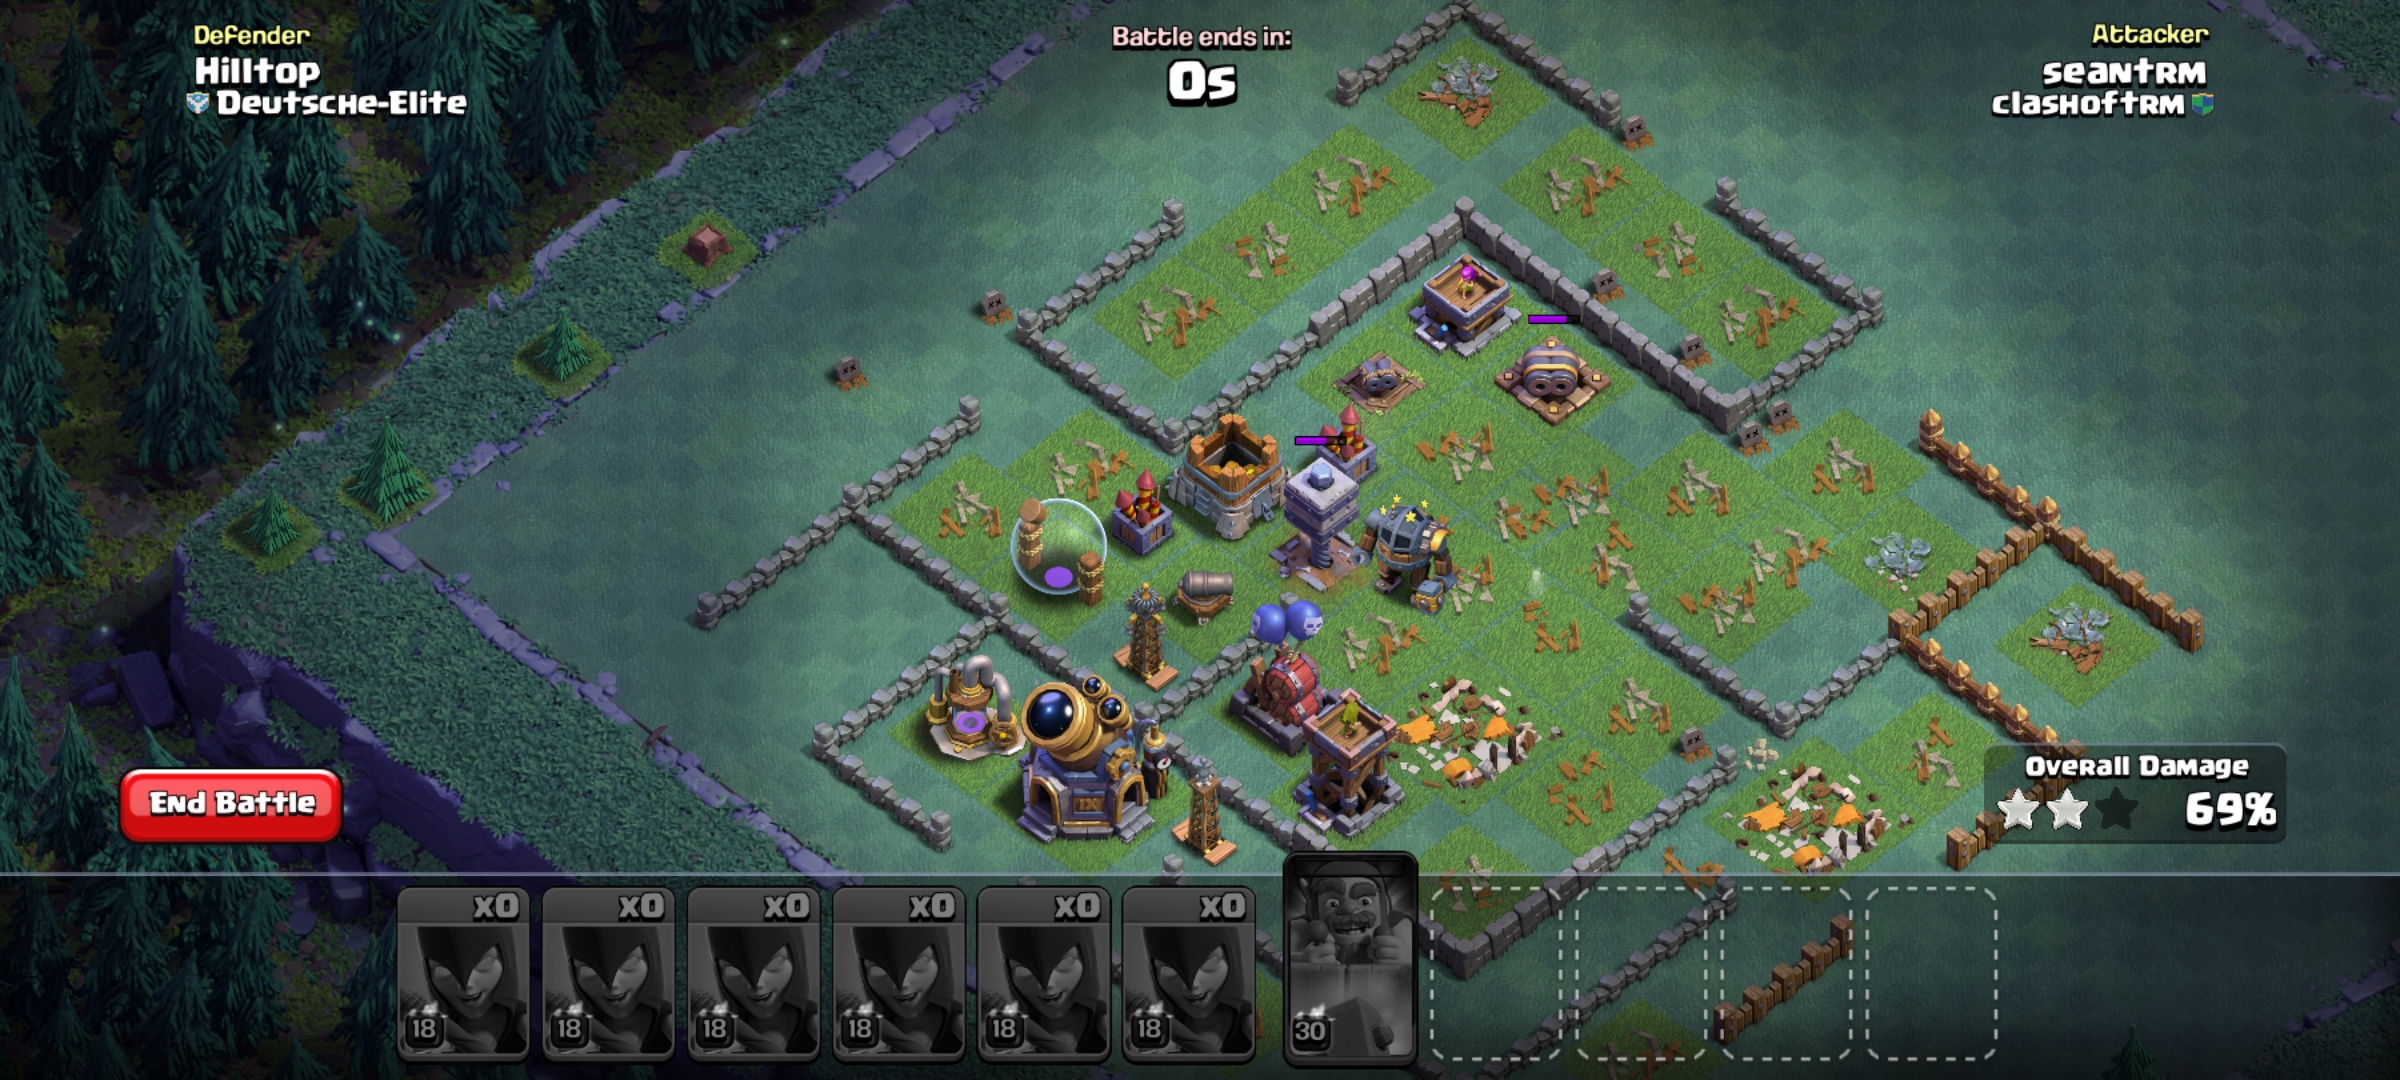 Defender
Hilltop
Deutsche-Elite
Battle ends in:
0s
Attacker
seantRM
clashoftRM
End Battle
Overall Damage
69%
x0
x0
x0
x0
x0
x0
18
18
18
18
18
18
30